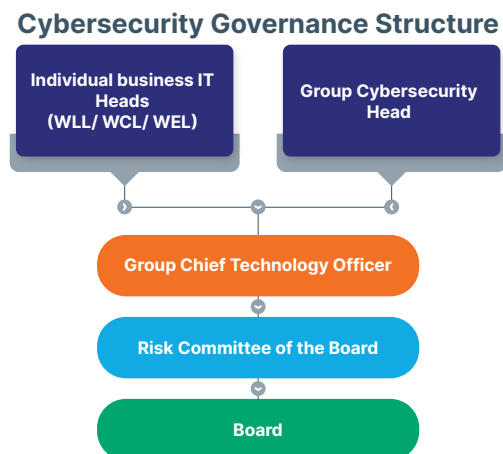 Cybersecurity Governance Structure
Individual business IT
Heads
(WLL/ WCL/ WEL)
Group Cybersecurity
Head
Group Chief Technology Officer
Risk Committee of the Board
Board